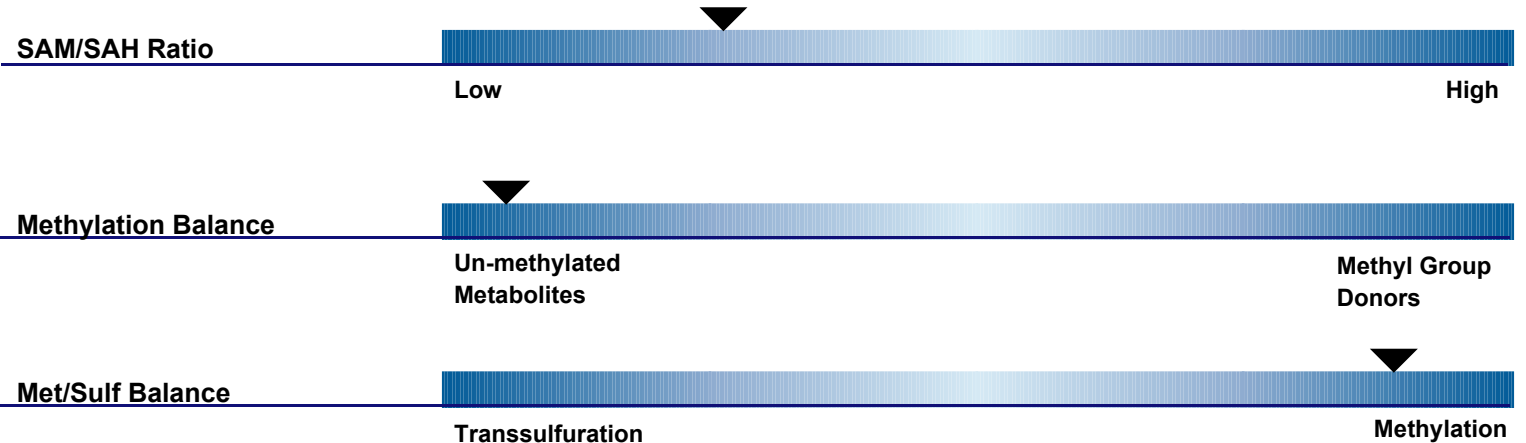 SAM/SAH Ratio
Low
High
Methylation Balance
Un-methylated
Metabolites
Methyl Group
Donors
Met/Sulf Balance
Transsulfuration
Methylation